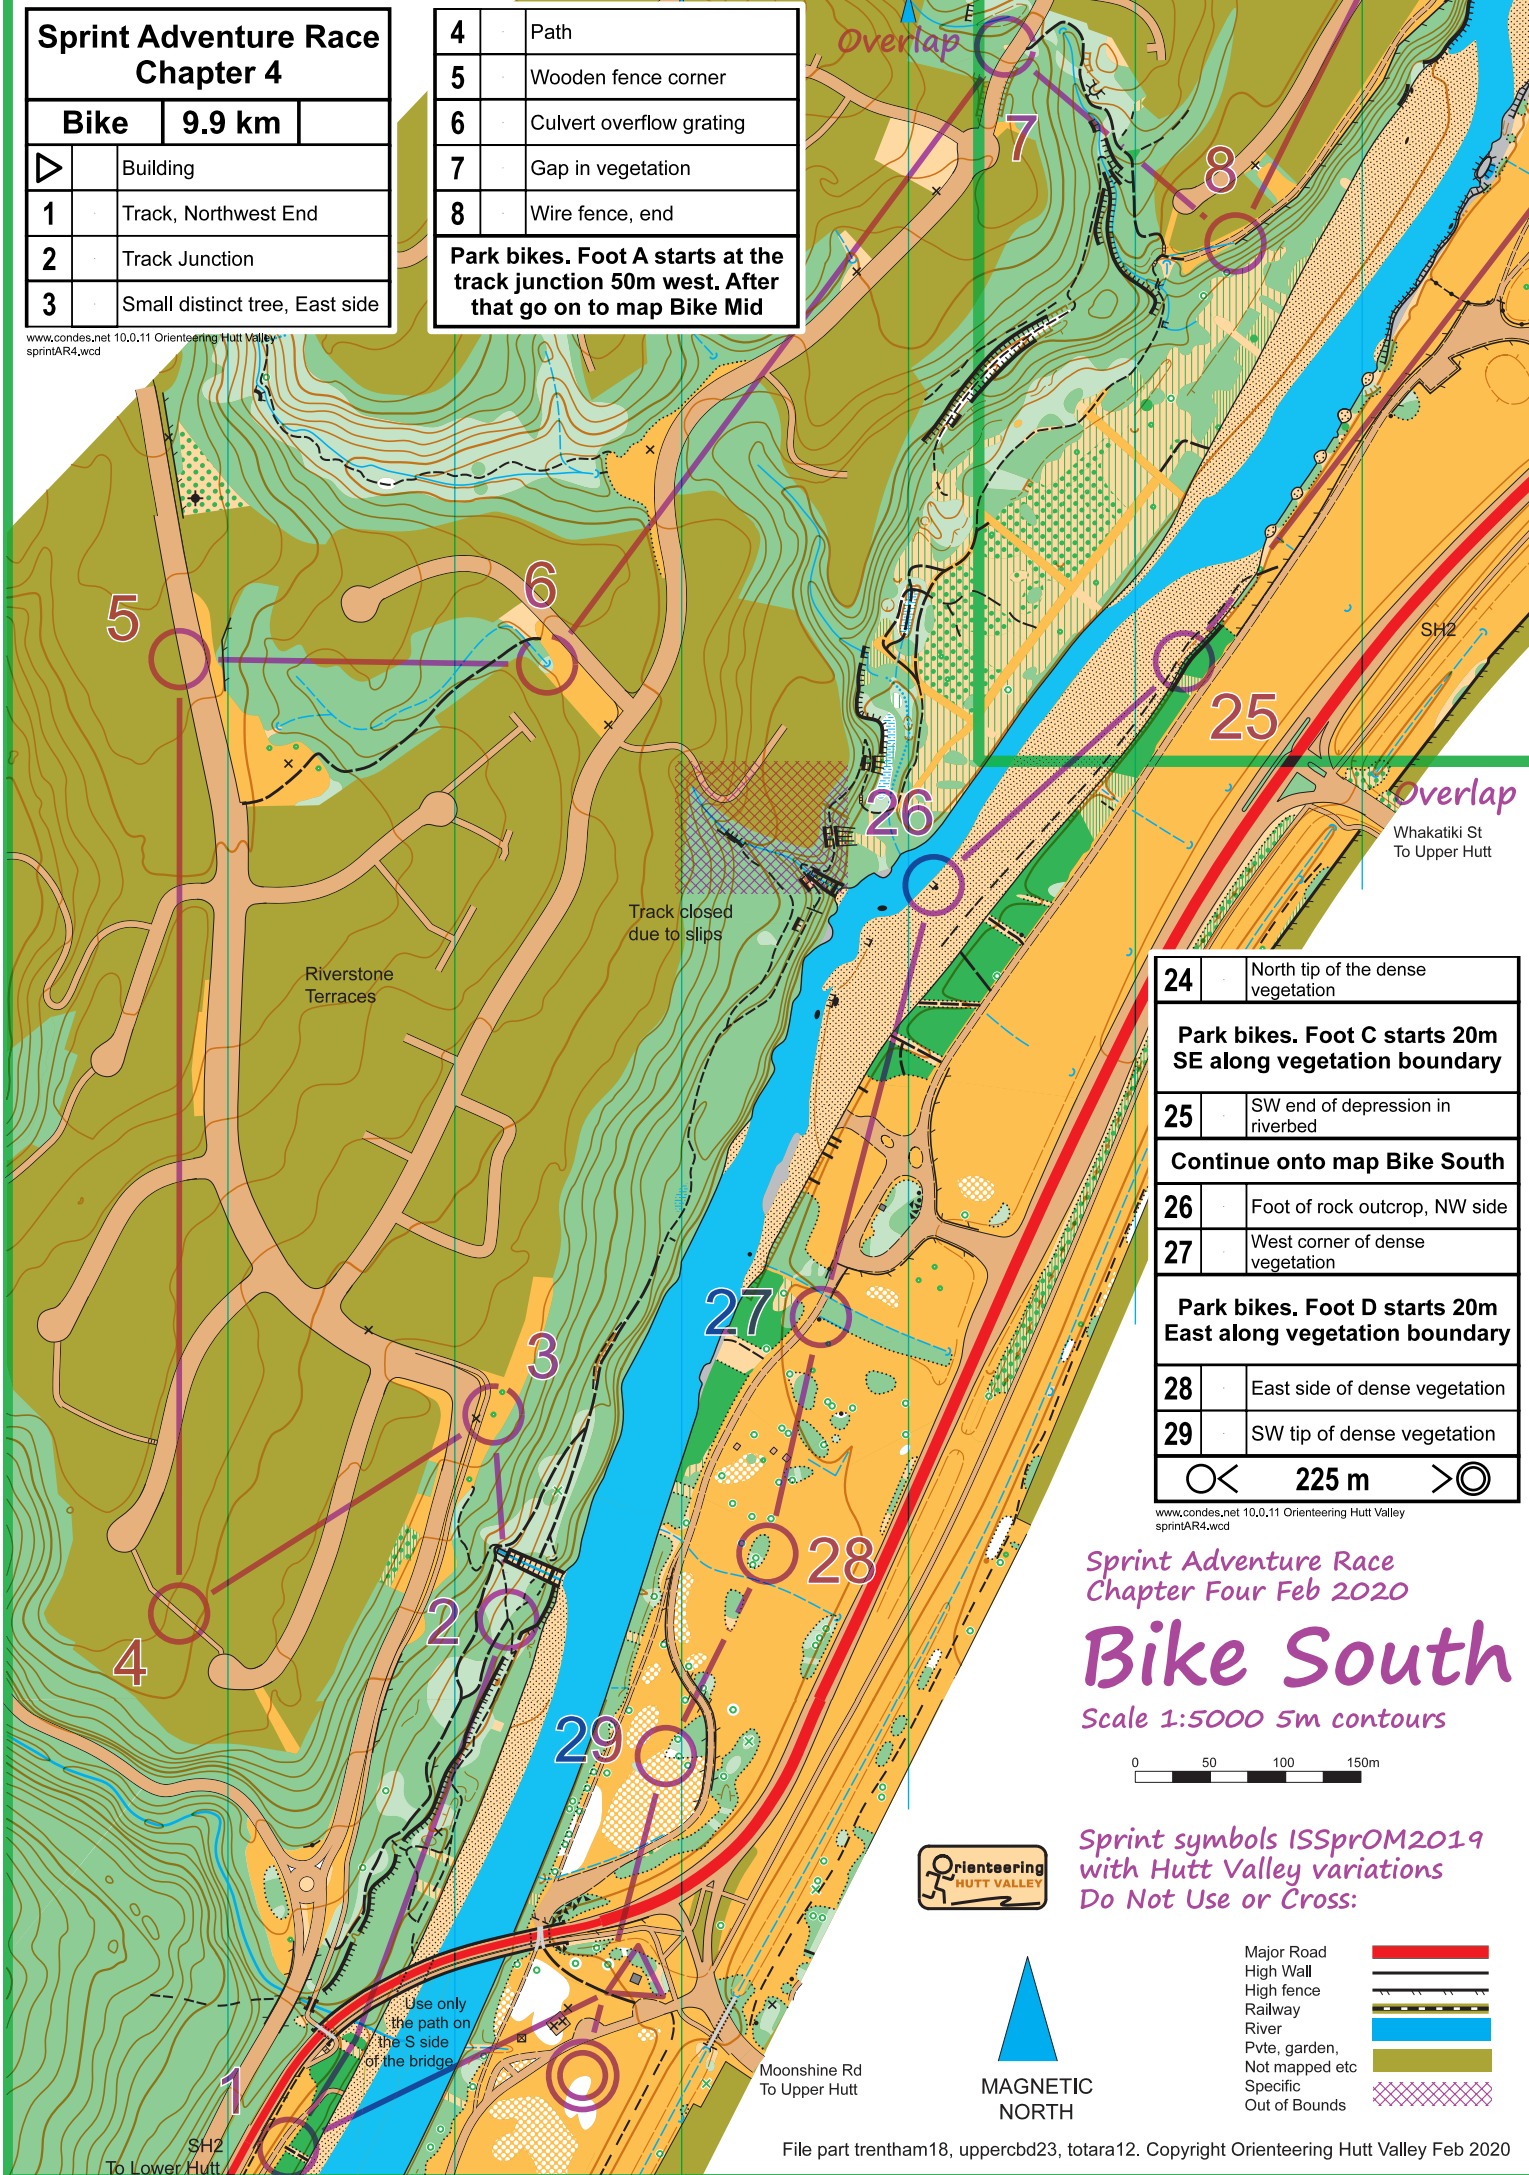 Sprint Adventure Race
Chapter 4
Bike 9.9 km
Building
1 Track, Northwest End
2 Track Junction
3 Small distinct tree, East side
www.condes.net 10.0.11 Orienteering Hutt Valley
sprintAR4.wcd
4 Path
5 Wooden fence corner
6 Culvert overflow grating
7 Gap in vegetation
8 Wire fence, end
Park bikes. Foot A starts at the
track junction 50m west. After
that go on to map Bike Mid
Overlap
7
8
5
6
SH2
25
Overlap
26
Whakatiki St
To Upper Hutt
Track closed
due to slips
Riverstone
Terraces
24 North tip of the dense
vegetation
Park bikes. Foot C starts 20m
SE along vegetation boundary
25 SW end of depression in
riverbed
Continue onto map Bike South
26 Foot of rock outcrop, NW side
27 West corner of dense
vegetation
Park bikes. Foot D starts 20m
East along vegetation boundary
28 East side of dense vegetation
29 SW tip of dense vegetation
225 m
www.condes.net 10.0.11 Orienteering Hutt Valley
sprintAR4.wcd
27
3
28
2
4
29
Sprint Adventure Race
Chapter Four Feb 2020
Bike South
Scale 1:5000 5m contours
0 50 100 150m
Orienteering
HUTT VALLEY
Sprint symbols ISSprOM2019
with Hutt Valley variations
Do Not Use or Cross:
Major Road
High Wall
High fence
Railway
River
Pvte, garden,
Not mapped etc
Specific
Out of Bounds
Use only
the path on
the S side
of the bridge
1
Moonshine Rd
To Upper Hutt
MAGNETIC
NORTH
SH2
To Lower Hutt
File part trentham18, uppercbd23, totara12. Copyright Orienteering Hutt Valley Feb 2020